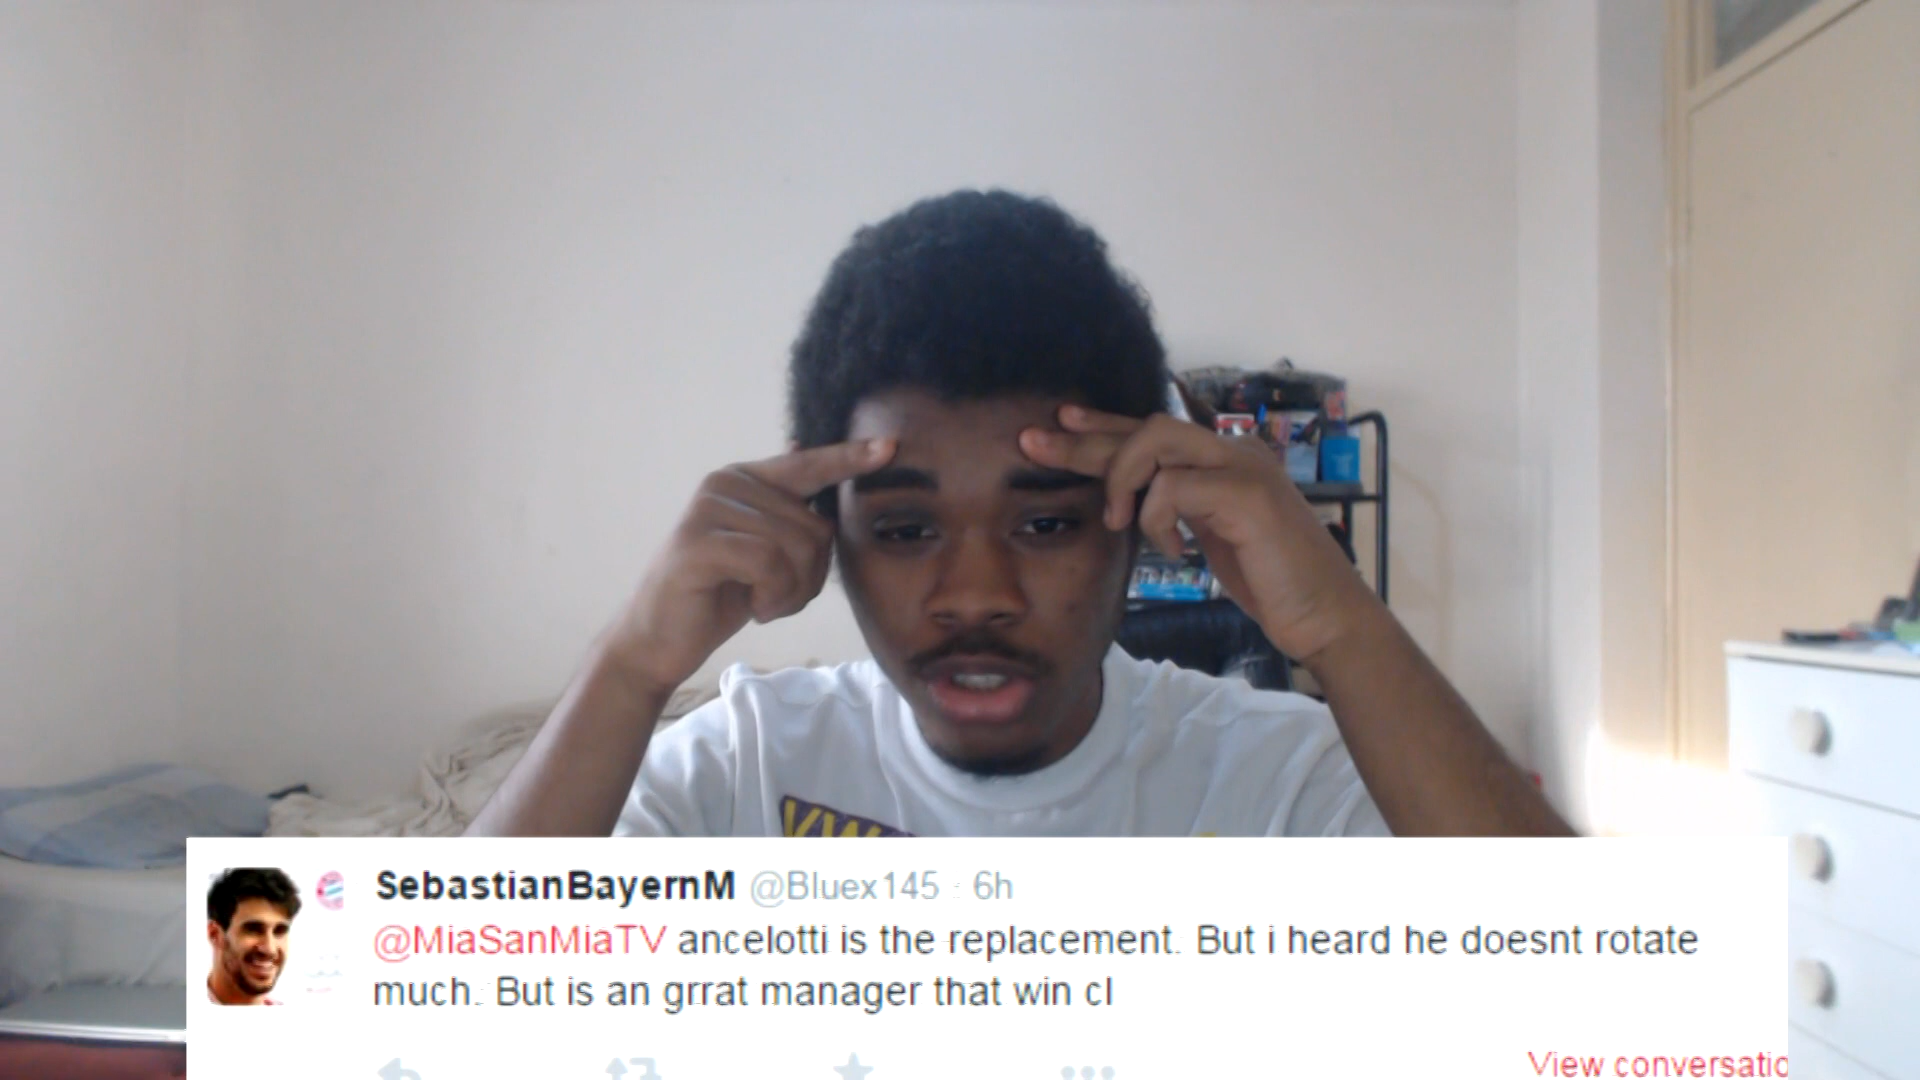 SebastianBayernM @Bluex145 · 6h
@MiaSanMiaTV ancelotti is the replacement. But i heard he doesnt rotate
much. But is an grrat manager that win cl
View conversatio